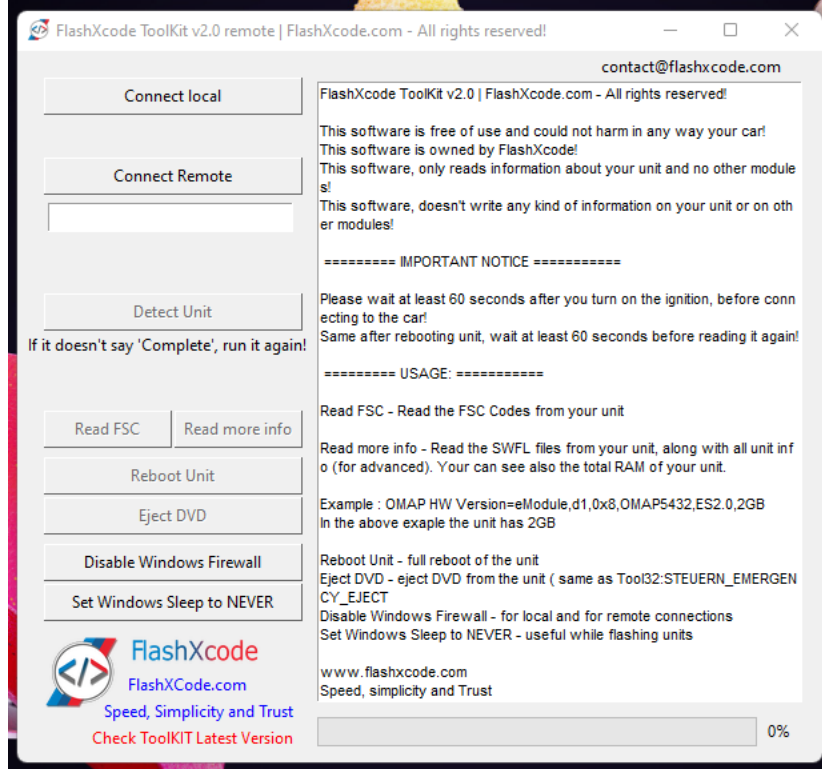 FlashXcode ToolKit v2.0 remote | FlashXcode.com - All rights reserved!
contact@flashxcode.com
Connect local
Connect Remote
Detect Unit
If it doesn't say 'Complete', run it again!
Read FSC
Read more info
Reboot Unit
Eject DVD
Disable Windows Firewall
Set Windows Sleep to NEVER
FlashXcode
FlashXCode.com
Speed, Simplicity and Trust
Check ToolKIT Latest Version
FlashXcode ToolKit v2.0 | FlashXcode.com - All rights reserved!
This software is free of use and could not harm in any way your car!
This software is owned by FlashXcode!
This software, only reads information about your unit and no other module
s!
This software, doesn't write any kind of information on your unit or on oth
er modules!
========= IMPORTANT NOTICE ===========
Please wait at least 60 seconds after you turn on the ignition, before conn
ecting to the car!
Same after rebooting unit, wait at least 60 seconds before reading it again!
========= USAGE: ===========
Read FSC - Read the FSC Codes from your unit
Read more info - Read the SWFL files from your unit, along with all unit inf
o (for advanced). Your can see also the total RAM of your unit.
Example : OMAP HW Version=eModule,d1,0x8,OMAP5432,ES2.0,2GB
In the above exaple the unit has 2GB
Reboot Unit - full reboot of the unit
Eject DVD - eject DVD from the unit ( same as Tool32:STEUERN_EMERGEN
CY_EJECT
Disable Windows Firewall - for local and for remote connections
Set Windows Sleep to NEVER - useful while flashing units
www.flashxcode.com
Speed, simplicity and Trust
0%